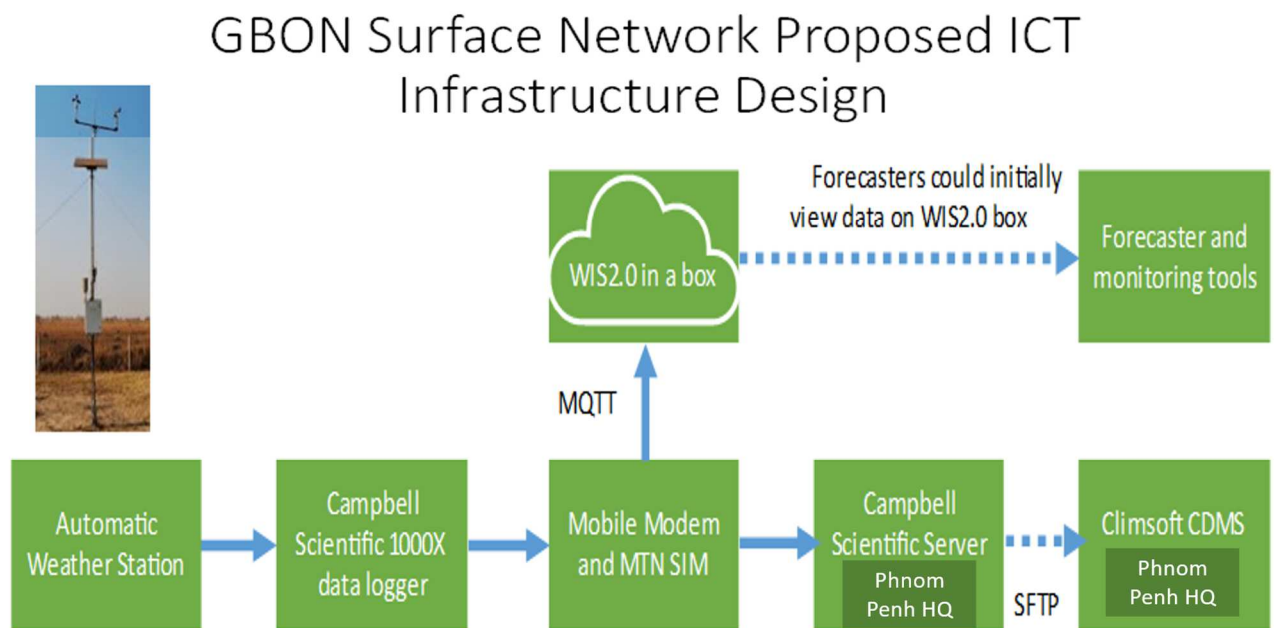 GBON Surface Network Proposed ICT
Infrastructure Design
Forecasters could initially
view data on WIS2.0 box
WIS2.0 in a box
Forecaster and
monitoring tools
MQTT
Automatic
Weather Station
Campbell
Scientific 1000X
data logger
Mobile Modem
and MTN SIM
Campbell
Scientific Server
Phnom
Penh HQ
SFTP
Climsoft CDMS
Phnom
Penh HQ